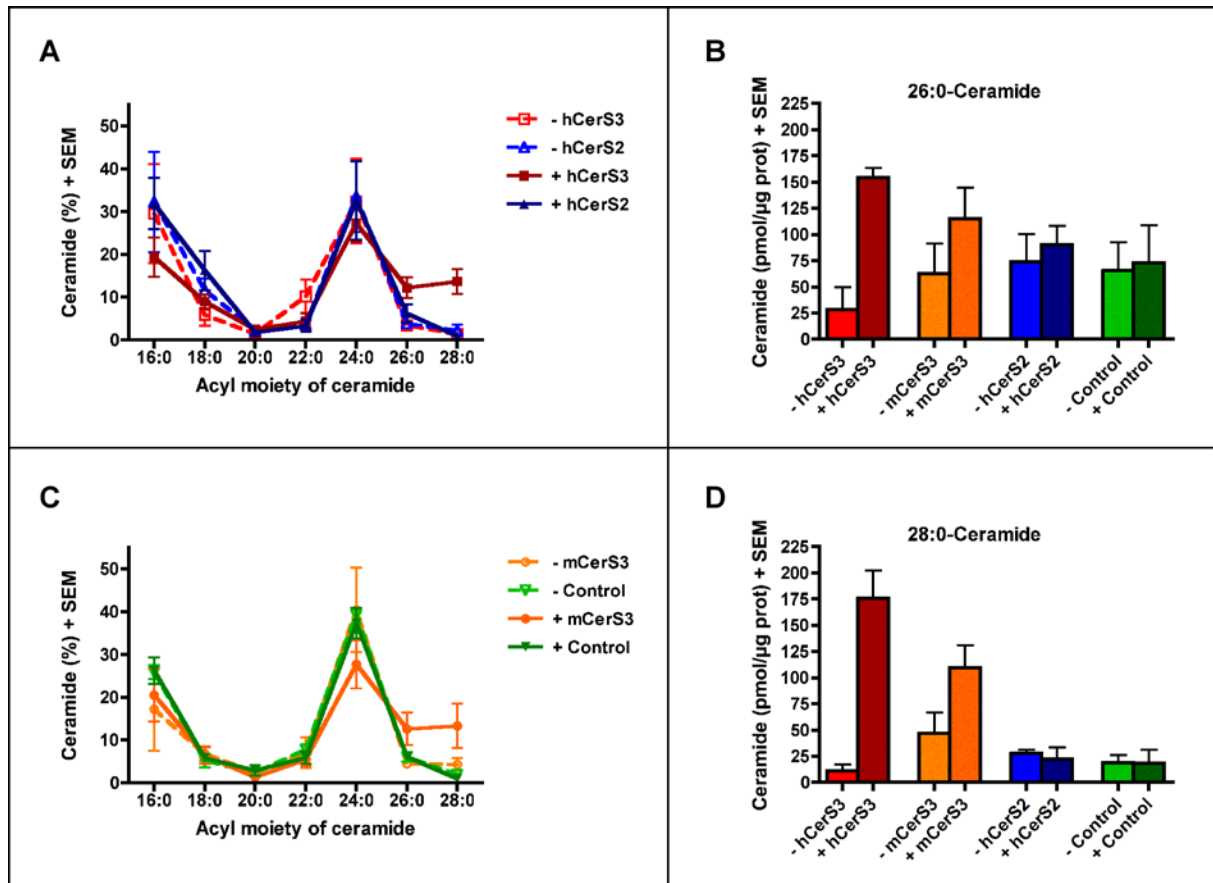 A
Ceramide (%) + SEM
50
40
30
20
10
0
16:0 18:0 20:0 22:0 24:0 26:0 28:0
Acyl moiety of ceramide
- hCerS3
- hCerS2
+ hCerS3
+ hCerS2
B
26:0-Ceramide
Ceramide (pmol/µg prot) + SEM
225
200
175
150
125
100
75
50
25
0
- hCerS3
+ hCerS3
- mCerS3
+ mCerS3
- hCerS2
+ hCerS2
- Control
+ Control
C
Ceramide (%) + SEM
50
40
30
20
10
0
16:0 18:0 20:0 22:0 24:0 26:0 28:0
Acyl moiety of ceramide
- mCerS3
- Control
+ mCerS3
+ Control
D
28:0-Ceramide
Ceramide (pmol/µg prot) + SEM
225
200
175
150
125
100
75
50
25
0
- hCerS3
+ hCerS3
- mCerS3
+ mCerS3
- hCerS2
+ hCerS2
- Control
+ Control